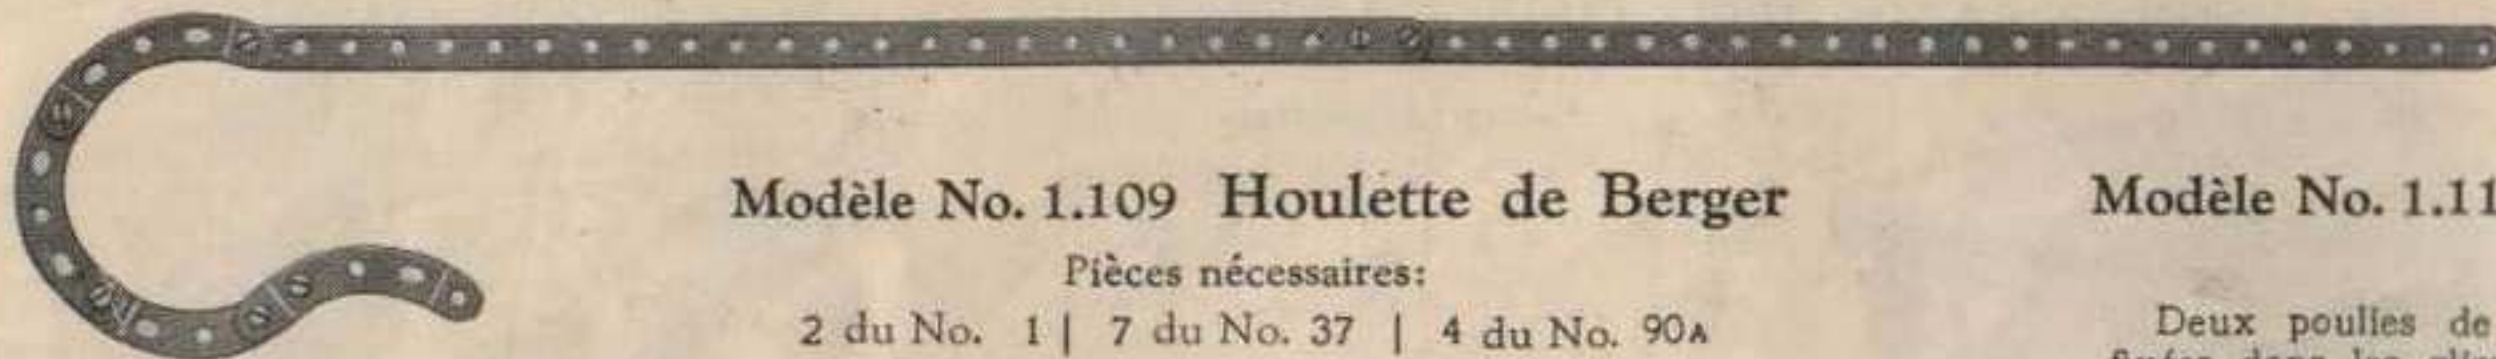 Modèle No. 1.109 Houlette de Berger
Pièces nécessaires:
2 du No. 1 | 7 du No. 37 | 4 du No. 90A
Modèle No. 1.11
Deux poulies de